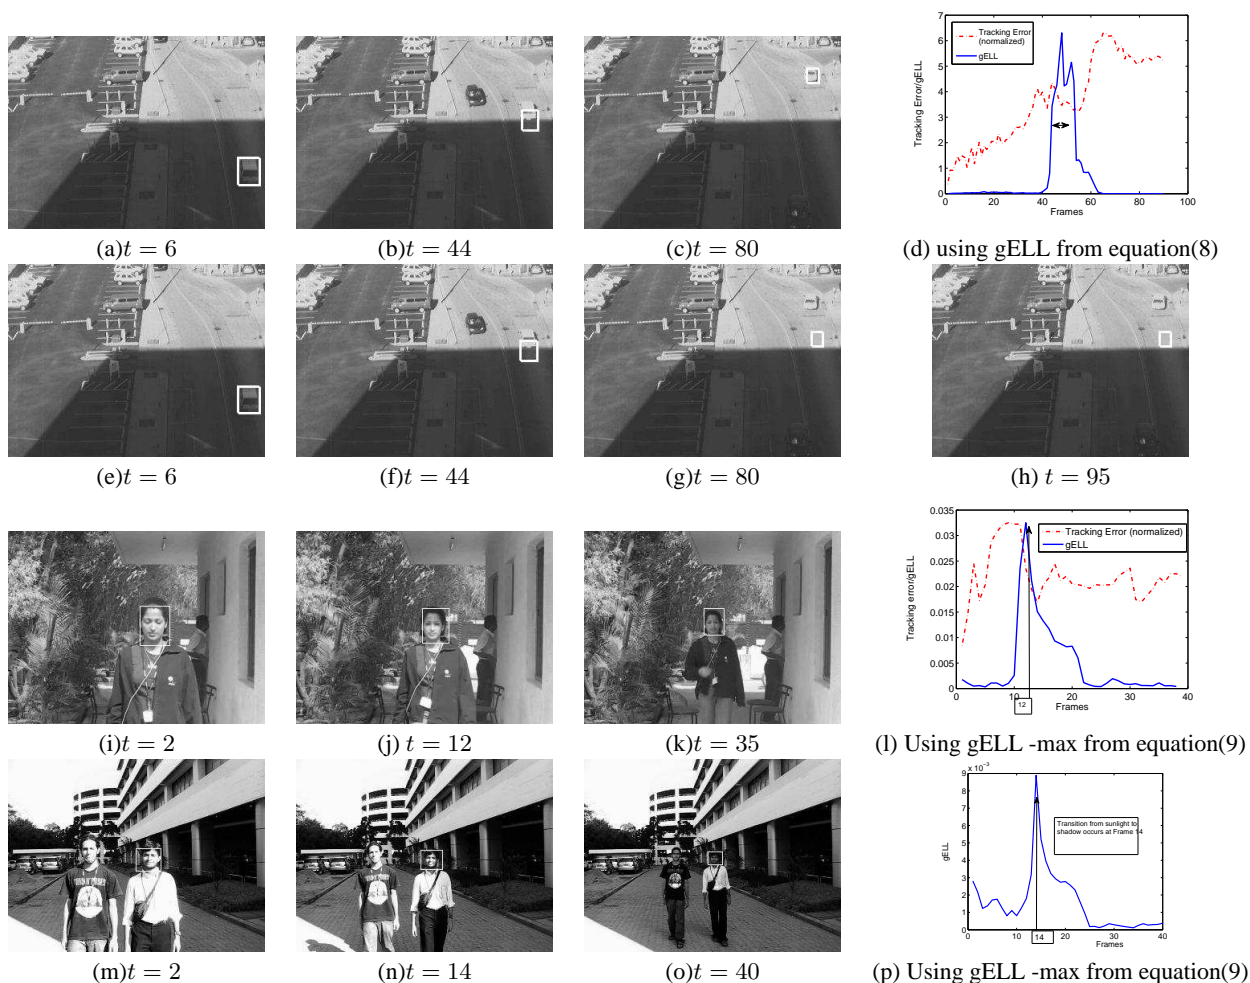 7
6
5
4
3
2
1
0
Tracking Error/gELL
Tracking Error
(normalized)
gELL
0 20 40 60 80 100
Frames
(a)t = 6
(b)t = 44
(c)t = 80
(d) using gELL from equation(8)
(e)t = 6
(f)t = 44
(g)t = 80
(h) t = 95
0.035
0.03
0.025
0.02
0.015
0.01
0.005
0
Tracking error/gELL
Tracking Error (normalized)
gELL
0 10 20 30 40
12
Frames
(i)t = 2
(j) t = 12
(k)t = 35
(l) Using gELL -max from equation(9)
x 10⁻³
9
8
7
6
5
4
3
2
1
0
gELL
Transition from sunlight to
shadow occurs at Frame 14
0 10 20 30 40
14
Frames
(m)t = 2
(n)t = 14
(o)t = 40
(p) Using gELL -max from equation(9)